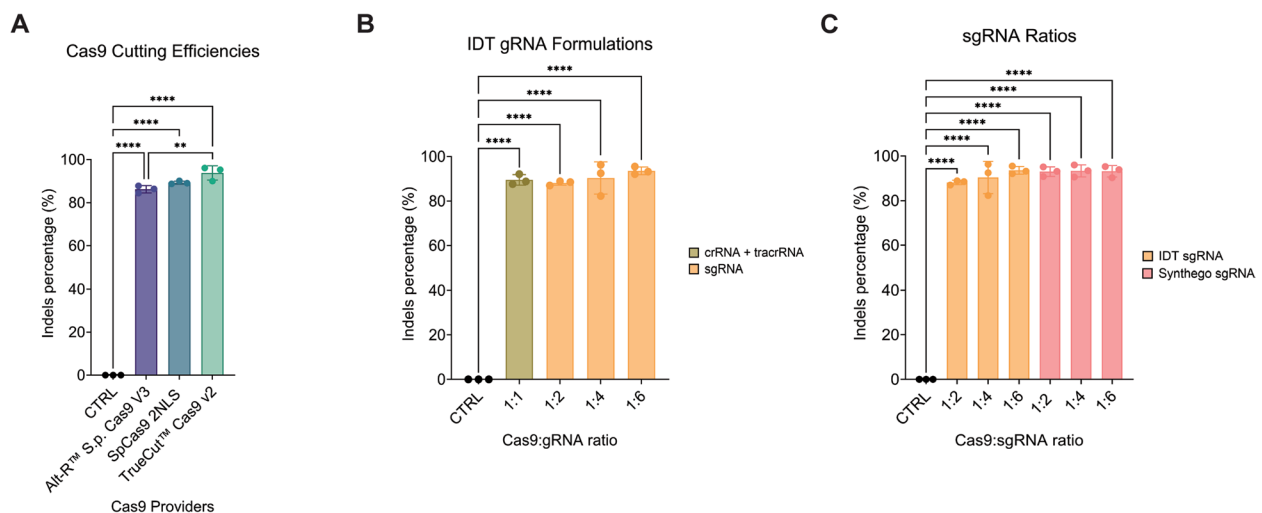 A
Cas9 Cutting Efficiencies
****
****
**** **
Indels percentage (%)
100
80
60
40
20
0
CTRL
Alt-R™ S.p. Cas9 V3
SpCas9 2NLS
TrueCut™ Cas9 v2
Cas9 Providers
B
IDT gRNA Formulations
****
****
****
****
Indels percentage (%)
100
80
60
40
20
0
CTRL
1:1
1:2
1:4
1:6
Cas9:gRNA ratio
crRNA + tracrRNA
sgRNA
C
sgRNA Ratios
****
****
****
****
****
****
Indels percentage (%)
100
80
60
40
20
0
CTRL
1:2
1:4
1:6
1:2
1:4
1:6
Cas9:sgRNA ratio
IDT sgRNA
Synthego sgRNA